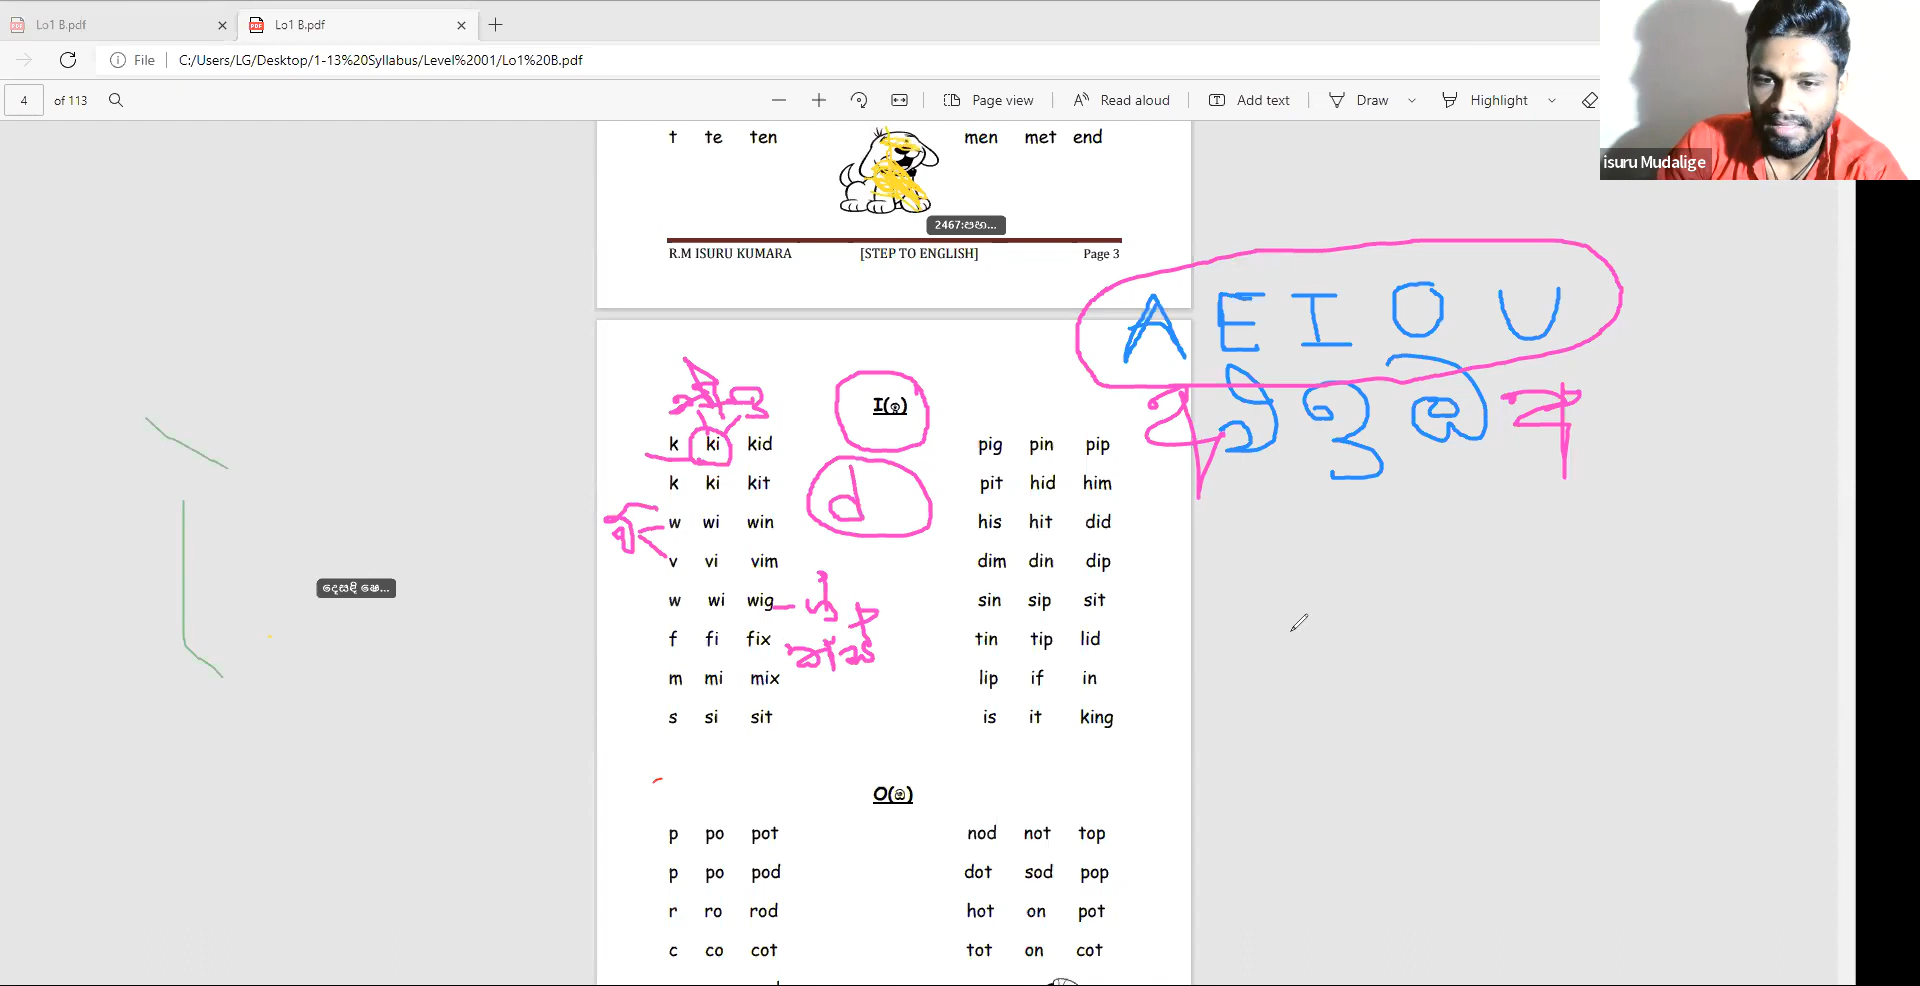 Lo1 B.pdf
Lo1 B.pdf
File C:/Users/LG/Desktop/1-13%20Syllabus/Level%2001/Lo1%20B.pdf
4 of 113 Page view Read aloud Add text Draw Highlight
isuru Mudalige
t te ten men met end
2467:සහා...
R.M ISURU KUMARA [STEP TO ENGLISH] Page 3
A E I O U
එ ඉ ඔ අ
I(ඉ)
k ki kid pig pin pip
k ki kit pit hid him
d
w wi win his hit did
v vi vim dim din dip
දෙසදි ෂෙ...
w wi wig sin sip sit
f fi fix tin tip lid
m mi mix lip if in
s si sit is it king
O(ඔ)
p po pot nod not top
p po pod dot sod pop
r ro rod hot on pot
c co cot tot on cot